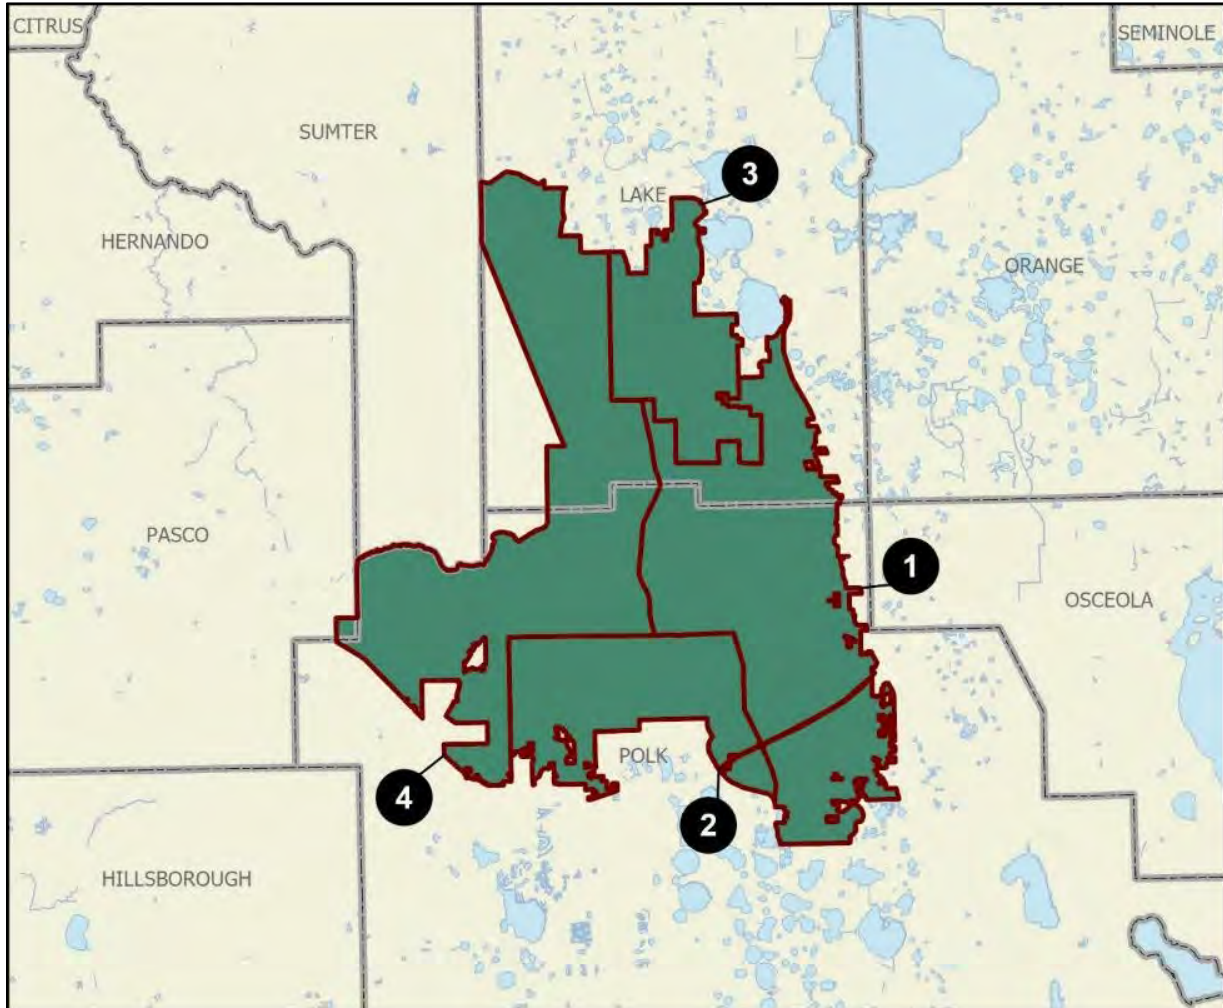 CITRUS
SEMINOLE
SUMTER
3
LAKE
HERNANDO
ORANGE
PASCO
1
OSCEOLA
POLK
4
2
HILLSBOROUGH